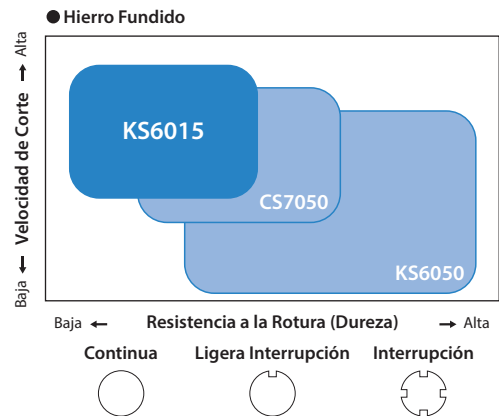 ● Hierro Fundido
Baja ← Velocidad de Corte → Alta
KS6015
CS7050
KS6050
Baja ← Resistencia a la Rotura (Dureza) → Alta
Continua Ligera Interrupción Interrupción